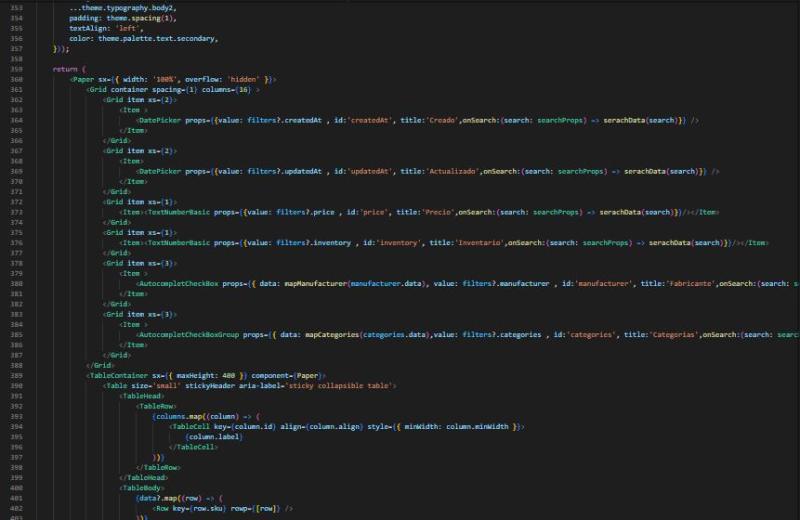 353 ...theme.typography.body2,
354 padding: theme.spacing(1),
355 textAlign: 'left',
356 color: theme.palette.text.secondary,
357 }));
358
359 return (
360 <Paper sx={{ width: '100%', overflow: 'hidden' }}>
361 <Grid container spacing={1} columns={16} >
362 <Grid item xs={2}>
363 <Item >
364 <DatePicker props={{value: filters?.createdAt , id:'createdAt', title:'Creado',onSearch:(search: searchProps) => serachData(search)}} />
365 </Item>
366 </Grid>
367 <Grid item xs={2}>
368 <Item>
369 <DatePicker props={{value: filters?.updatedAt , id:'updatedAt', title:'Actualizado',onSearch:(search: searchProps) => serachData(search)}} />
370 </Item>
371 </Grid>
372 <Grid item xs={1}>
373 <Item><TextNumberBasic props={{value: filters?.price , id:'price', title:'Precio',onSearch:(search: searchProps) => serachData(search)}}/></Item>
374 </Grid>
375 <Grid item xs={1}>
376 <Item><TextNumberBasic props={{value: filters?.inventory , id:'inventory', title:'Inventario',onSearch:(search: searchProps) => serachData(search)}}/></Item>
377 </Grid>
378 <Grid item xs={3}>
379 <Item >
380 <AutocompletCheckBox props={{ data: mapManufacturer(manufacturer.data), value: filters?.manufacturer , id:'manufacturer', title:'Fabricante',onSearch:(search: s
381 </Item>
382 </Grid>
383 <Grid item xs={3}>
384 <Item >
385 <AutocompletCheckBoxGroup props={{ data: mapCategories(categories.data),value: filters?.categories , id:'categories', title:'Categorias',onSearch:(search: searc
386 </Item>
387 </Grid>
388 </Grid>
389 <TableContainer sx={{ maxHeight: 400 }} component={Paper}>
390 <Table size='small' stickyHeader aria-label='sticky collapsible table'>
391 <TableHead>
392 <TableRow>
393 {columns.map((column) => (
394 <TableCell key={column.id} align={column.align} style={{ minWidth: column.minWidth }}>
395 {column.label}
396 </TableCell>
397 ))}
398 </TableRow>
399 </TableHead>
400 <TableBody>
401 {data?.map((row) => (
402 <Row key={row.sku} rowp={[row]} />
403 ))}